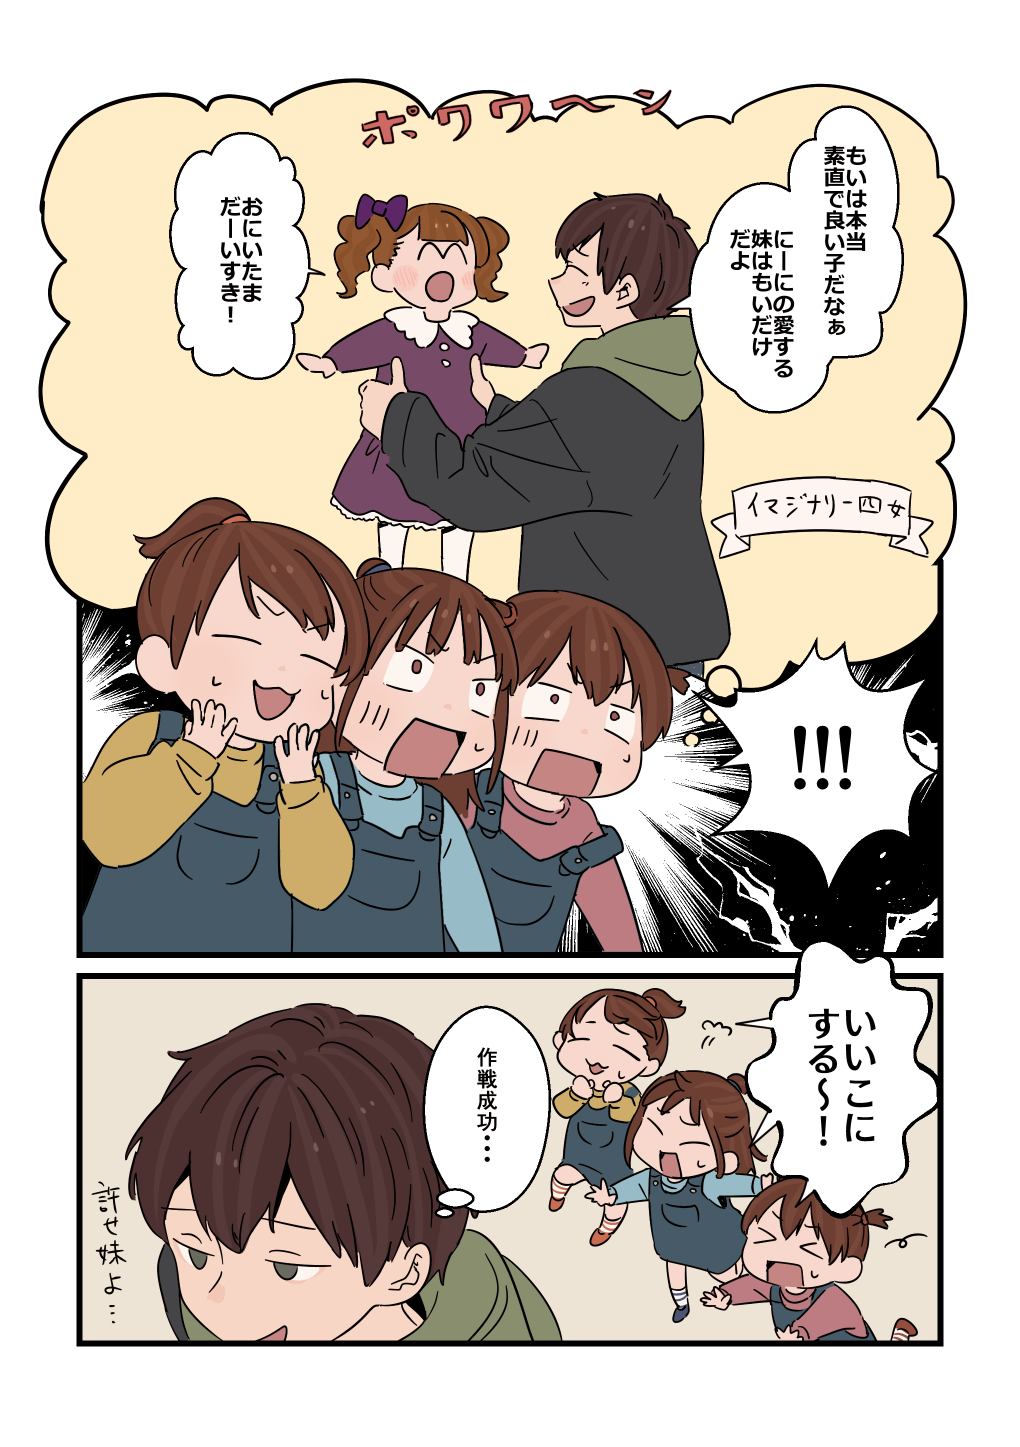 ポワワ〜ン
もいは本当
素直で良い子だなぁ
にーにの愛する
妹はもいだけ
だよ
おにいたま
だーいすき！
イマジナリー四女
!!!
いいこに
する〜！
作戦成功・・・
許せ妹よ…